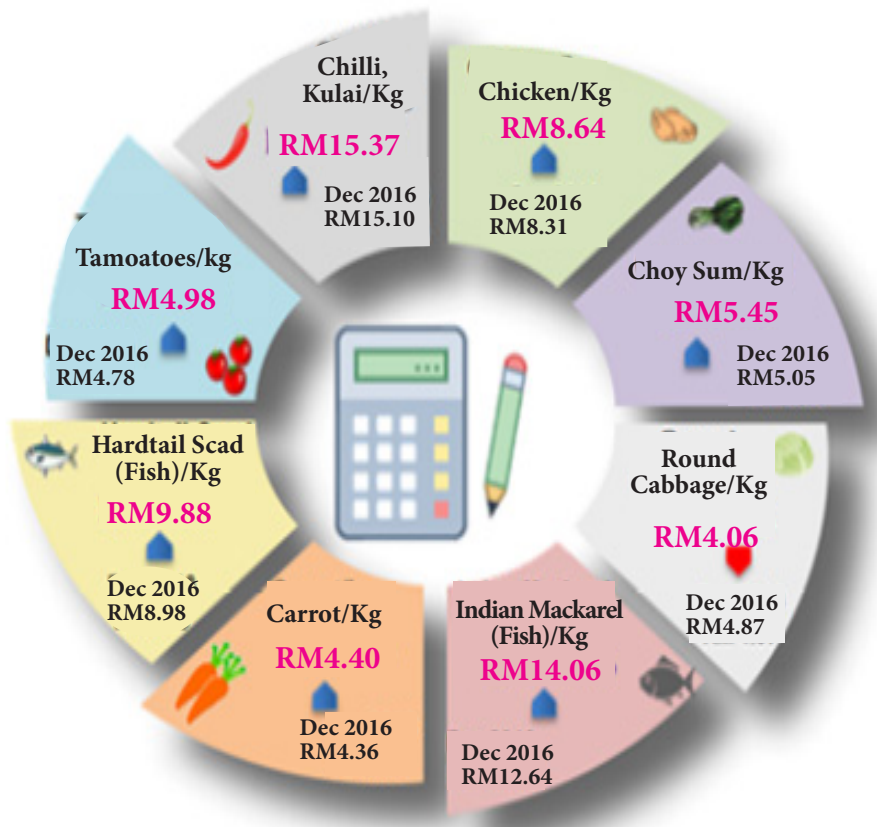 Chilli,
Kulai/Kg
RM15.37
Dec 2016
RM15.10
Chicken/Kg
RM8.64
Dec 2016
RM8.31
Choy Sum/Kg
RM5.45
Dec 2016
RM5.05
Round
Cabbage/Kg
RM4.06
Dec 2016
RM4.87
Indian Mackarel
(Fish)/Kg
RM14.06
Dec 2016
RM12.64
Carrot/Kg
RM4.40
Dec 2016
RM4.36
Hardtail Scad
(Fish)/Kg
RM9.88
Dec 2016
RM8.98
Tamoatoes/kg
RM4.98
Dec 2016
RM4.78